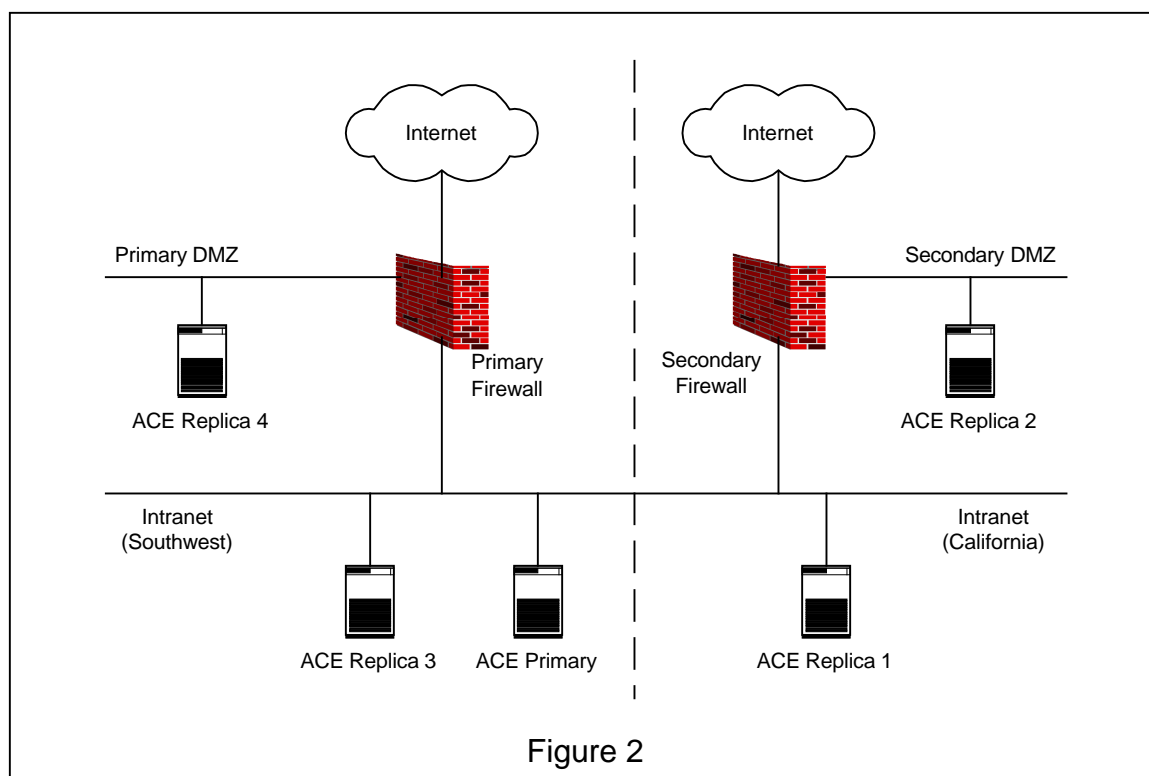 Internet
Internet
Primary DMZ
Secondary DMZ
Primary
Firewall
Secondary
Firewall
ACE Replica 4
ACE Replica 2
Intranet
(Southwest)
Intranet
(California)
ACE Replica 3
ACE Primary
ACE Replica 1
Figure 2